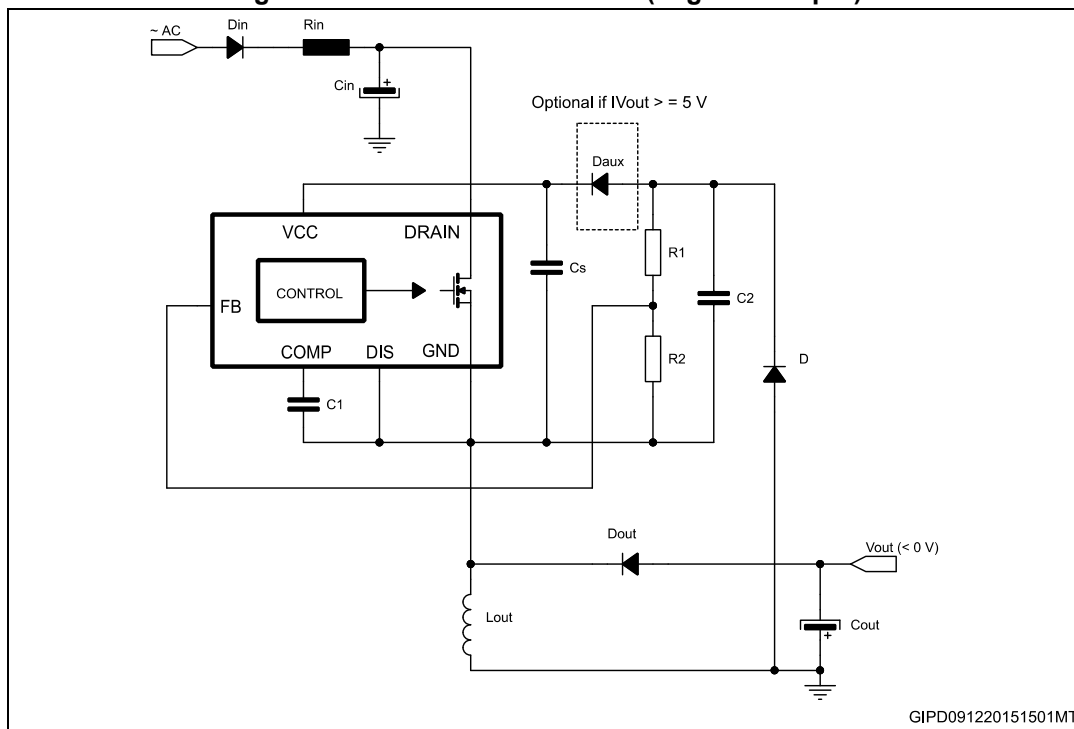 ~ AC
Din
Rin
Cin
+
Optional if IVout > = 5 V
Daux
VCC
DRAIN
R1
Cs
C2
CONTROL
FB
COMP
DIS
GND
R2
D
C1
Dout
Vout (< 0 V)
Lout
Cout
+
GIPD091220151501MT